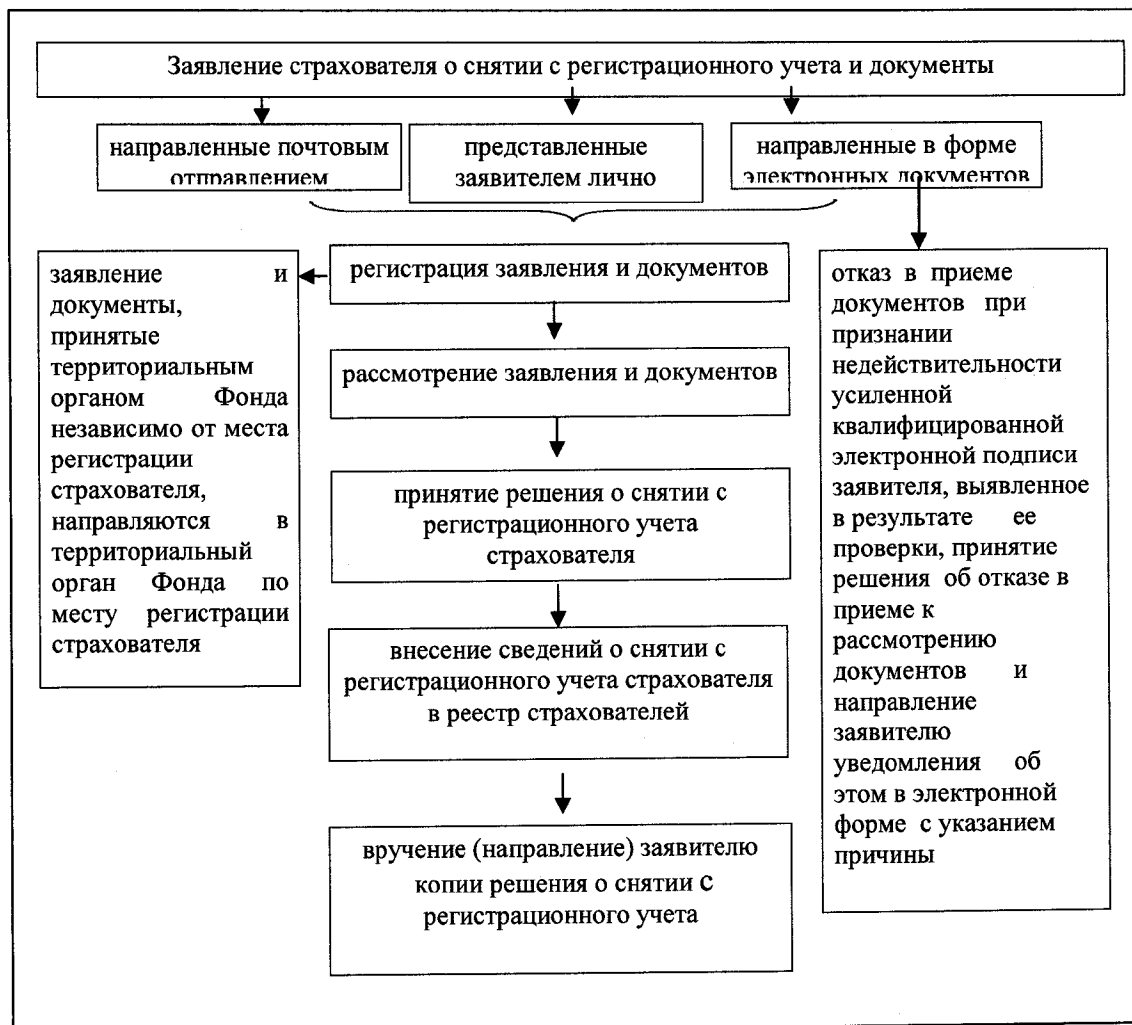 Заявление страхователя о снятии с регистрационного учета и документы
направленные почтовым
отправлением
представленные
заявителем лично
направленные в форме
электронных документов
регистрация заявления и документов
заявление и
документы,
принятые
территориальным
органом Фонда
независимо от места
регистрации
страхователя,
направляются в
территориальный
орган Фонда по
месту регистрации
страхователя
рассмотрение заявления и документов
принятие решения о снятии с
регистрационного учета
страхователя
внесение сведений о снятии с
регистрационного учета страхователя
в реестр страхователей
вручение (направление) заявителю
копии решения о снятии с
регистрационного учета
отказ в приеме
документов при
признании
недействительности
усиленной
квалифицированной
электронной подписи
заявителя, выявленное
в результате ее
проверки, принятие
решения об отказе в
приеме к
рассмотрению
документов и
направление
заявителю
уведомления об
этом в электронной
форме с указанием
причины